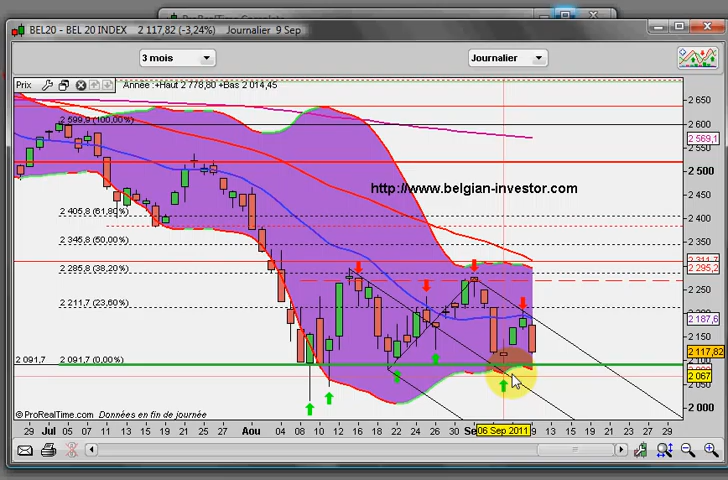 BEL20 - BEL 20 INDEX 2 117,82 (-3,24%) Journalier 9 Sep
3 mois
Journalier
Prix
Année :+Haut 2 778,80 +Bas 2 014,45
2 650
2 599,9 (100,00%)
2 600
2 569,1
2 550
2 500
http://www.belgian-investor.com
2 450
2 405,8 (61,80%)
2 400
2 346,8 (50,00%)
2 350
2 285,8 (38,20%)
2 295,2
2 250
2 211,7 (23,60%)
2 187,6
2 150
2 117,82
2 091,7
2 091,7 (0,00%)
2 100
2 067
2 000
© ProRealTime.com Données en fin de journée
29 Jul 05 07 11 13 15 19 21 25 27 29 Aoû 04 08 10 12 16 18 22 24 26 30 Se 06 Sep 2011 9 13 15 19 21 23 27 29